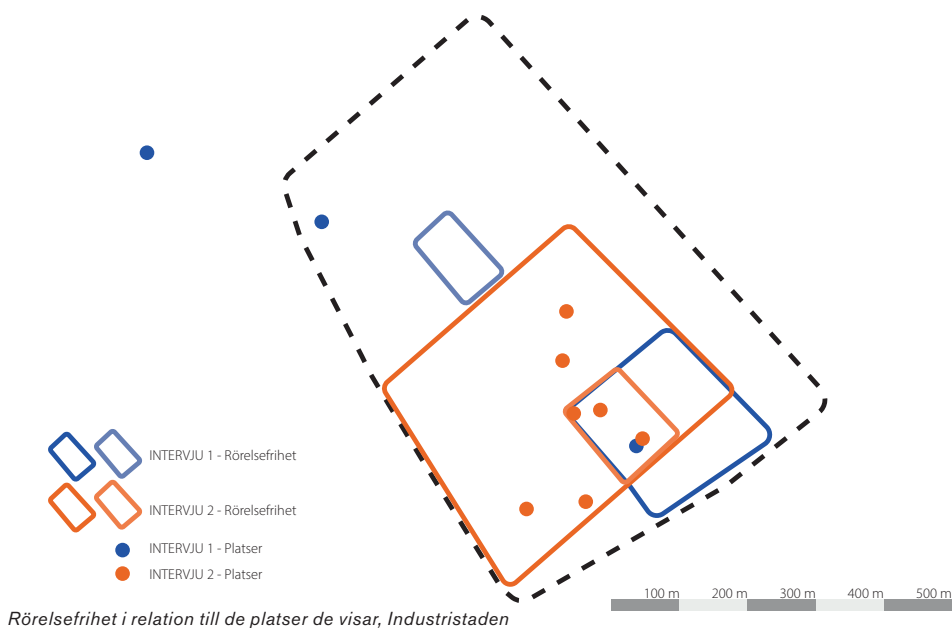 INTERVJU 1 - Rörelsefrihet
INTERVJU 2 - Rörelsefrihet
INTERVJU 1 - Platser
INTERVJU 2 - Platser
100 m 200 m 300 m 400 m 500 m
Rörelsefrihet i relation till de platser de visar, Industristaden